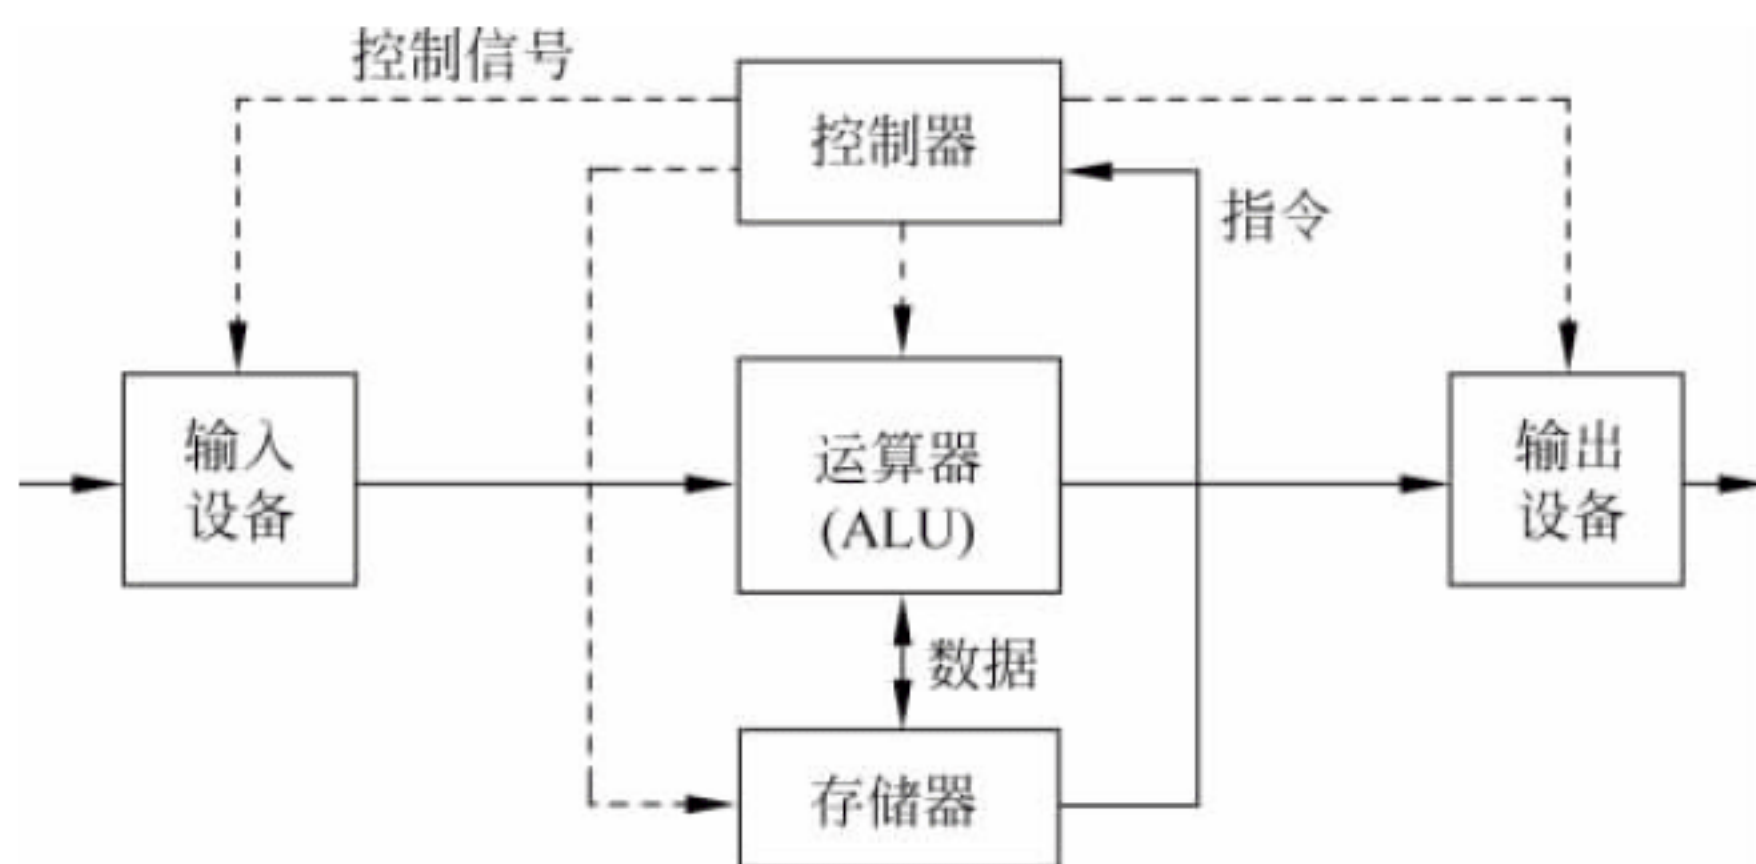 控制信号
控制器
指令
输入
设备
运算器
(ALU)
输出
设备
数据
存储器